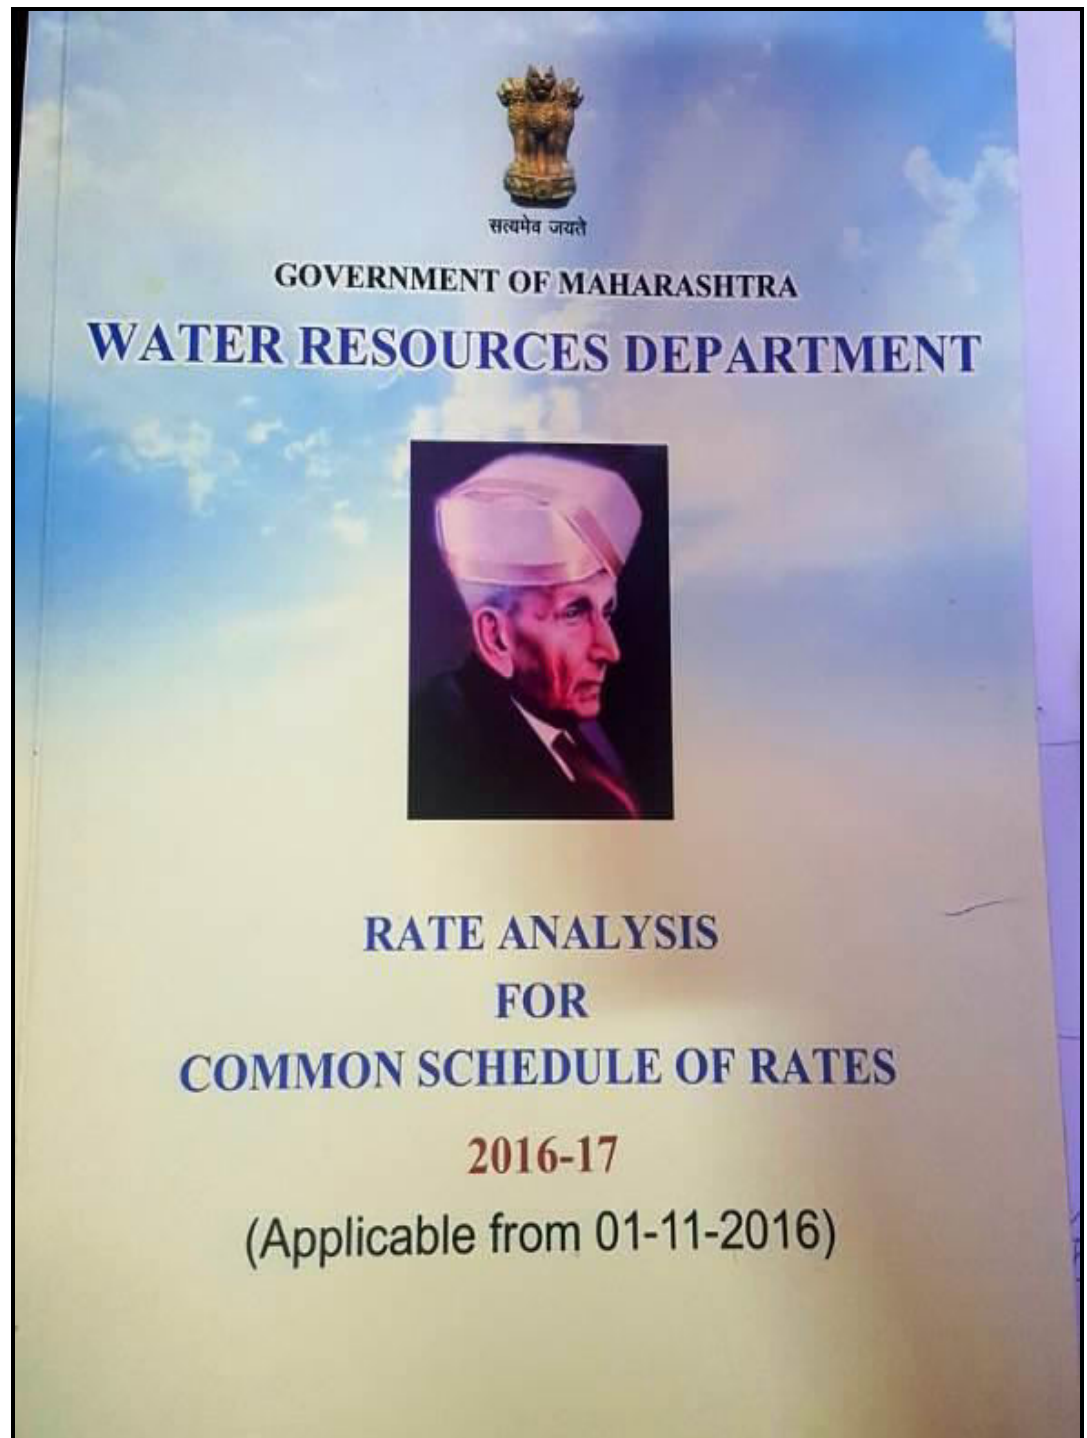 सत्यमेव जयते
GOVERNMENT OF MAHARASHTRA
WATER RESOURCES DEPARTMENT
RATE ANALYSIS
FOR
COMMON SCHEDULE OF RATES
2016-17
(Applicable from 01-11-2016)